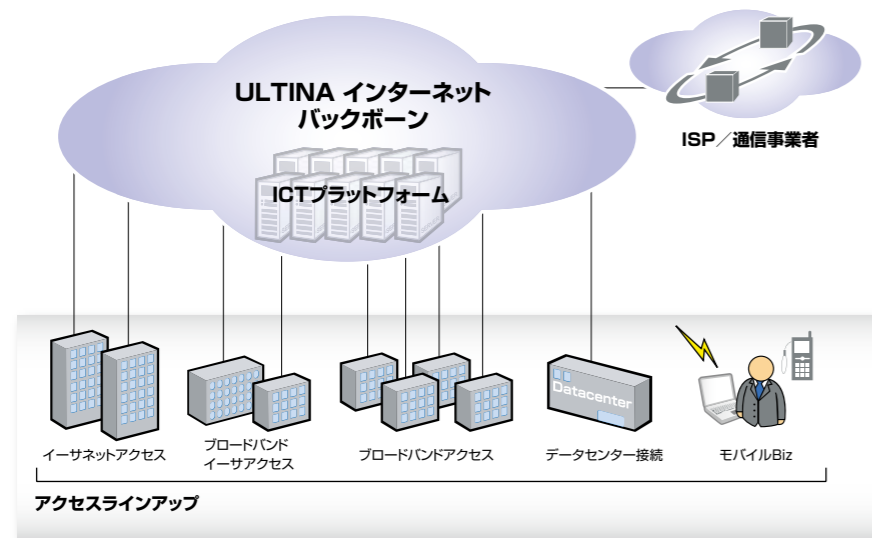 ULTINA インターネット
バックボーン
ICTプラットフォーム
ISP／通信事業者
Datacenter
イーサネットアクセス
ブロードバンド
イーサアクセス
ブロードバンドアクセス
データセンター接続
モバイルBiz
アクセスラインアップ